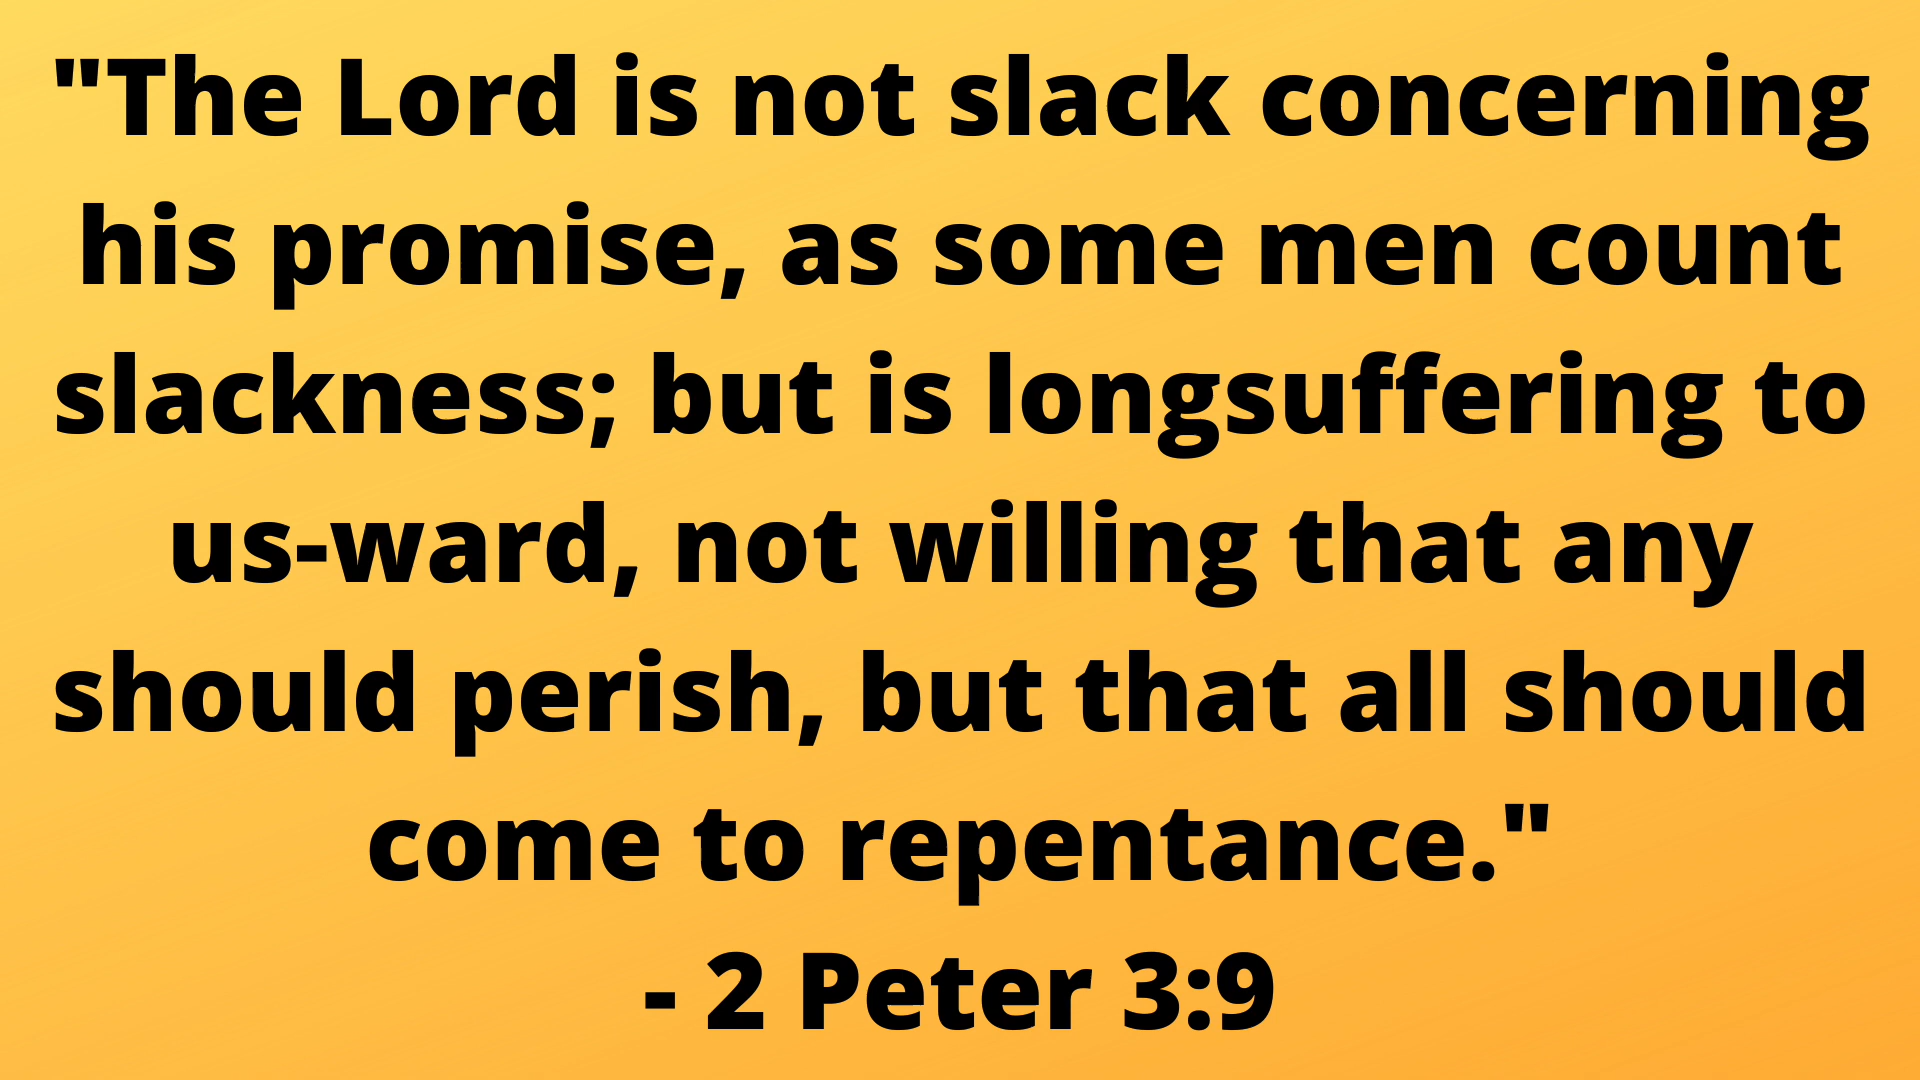 "The Lord is not slack concerning
his promise, as some men count
slackness; but is longsuffering to
us-ward, not willing that any
should perish, but that all should
come to repentance."
- 2 Peter 3:9